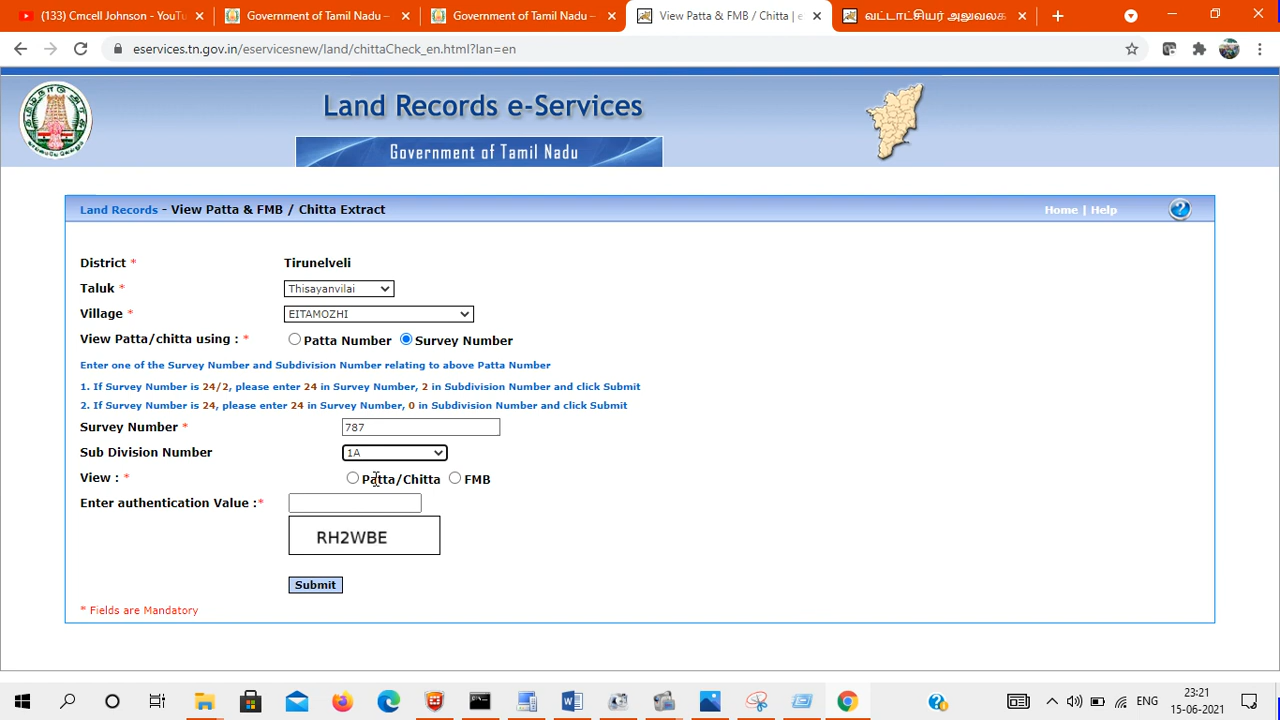 (133) Cmcell Johnson - YouTu
Government of Tamil Nadu –
Government of Tamil Nadu –
View Patta & FMB / Chitta | e
வட்டாட்சியர் அலுவலக
eservices.tn.gov.in/eservicesnew/land/chittaCheck_en.html?lan=en
Land Records e-Services
Government of Tamil Nadu
Land Records - View Patta & FMB / Chitta Extract
Home | Help
District *
Tirunelveli
Taluk *
Thisayanvilai
Village *
EITAMOZHI
View Patta/chitta using : *
Patta Number
Survey Number
Enter one of the Survey Number and Subdivision Number relating to above Patta Number
1. If Survey Number is 24/2, please enter 24 in Survey Number, 2 in Subdivision Number and click Submit
2. If Survey Number is 24, please enter 24 in Survey Number, 0 in Subdivision Number and click Submit
Survey Number *
787
Sub Division Number
1A
View : *
Patta/Chitta
FMB
Enter authentication Value :*
RH2WBE
Submit
* Fields are Mandatory
ENG
23:21
15-06-2021